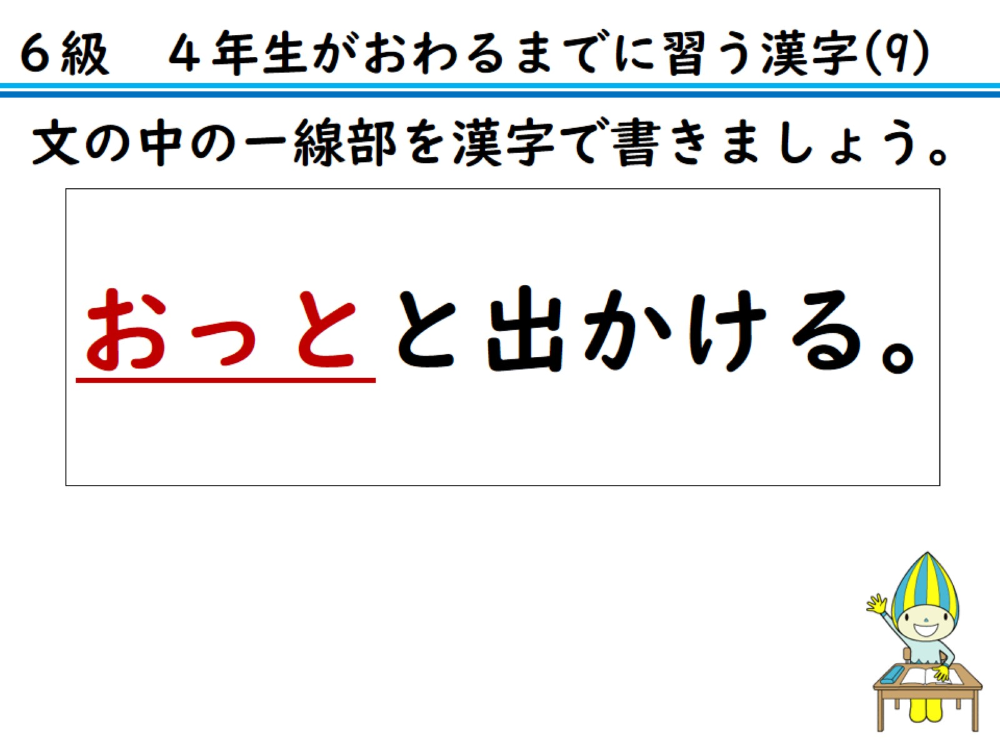 ６級　４年生がおわるまでに習う漢字(9)
文の中の一線部を漢字で書きましょう。
おっとと出かける。